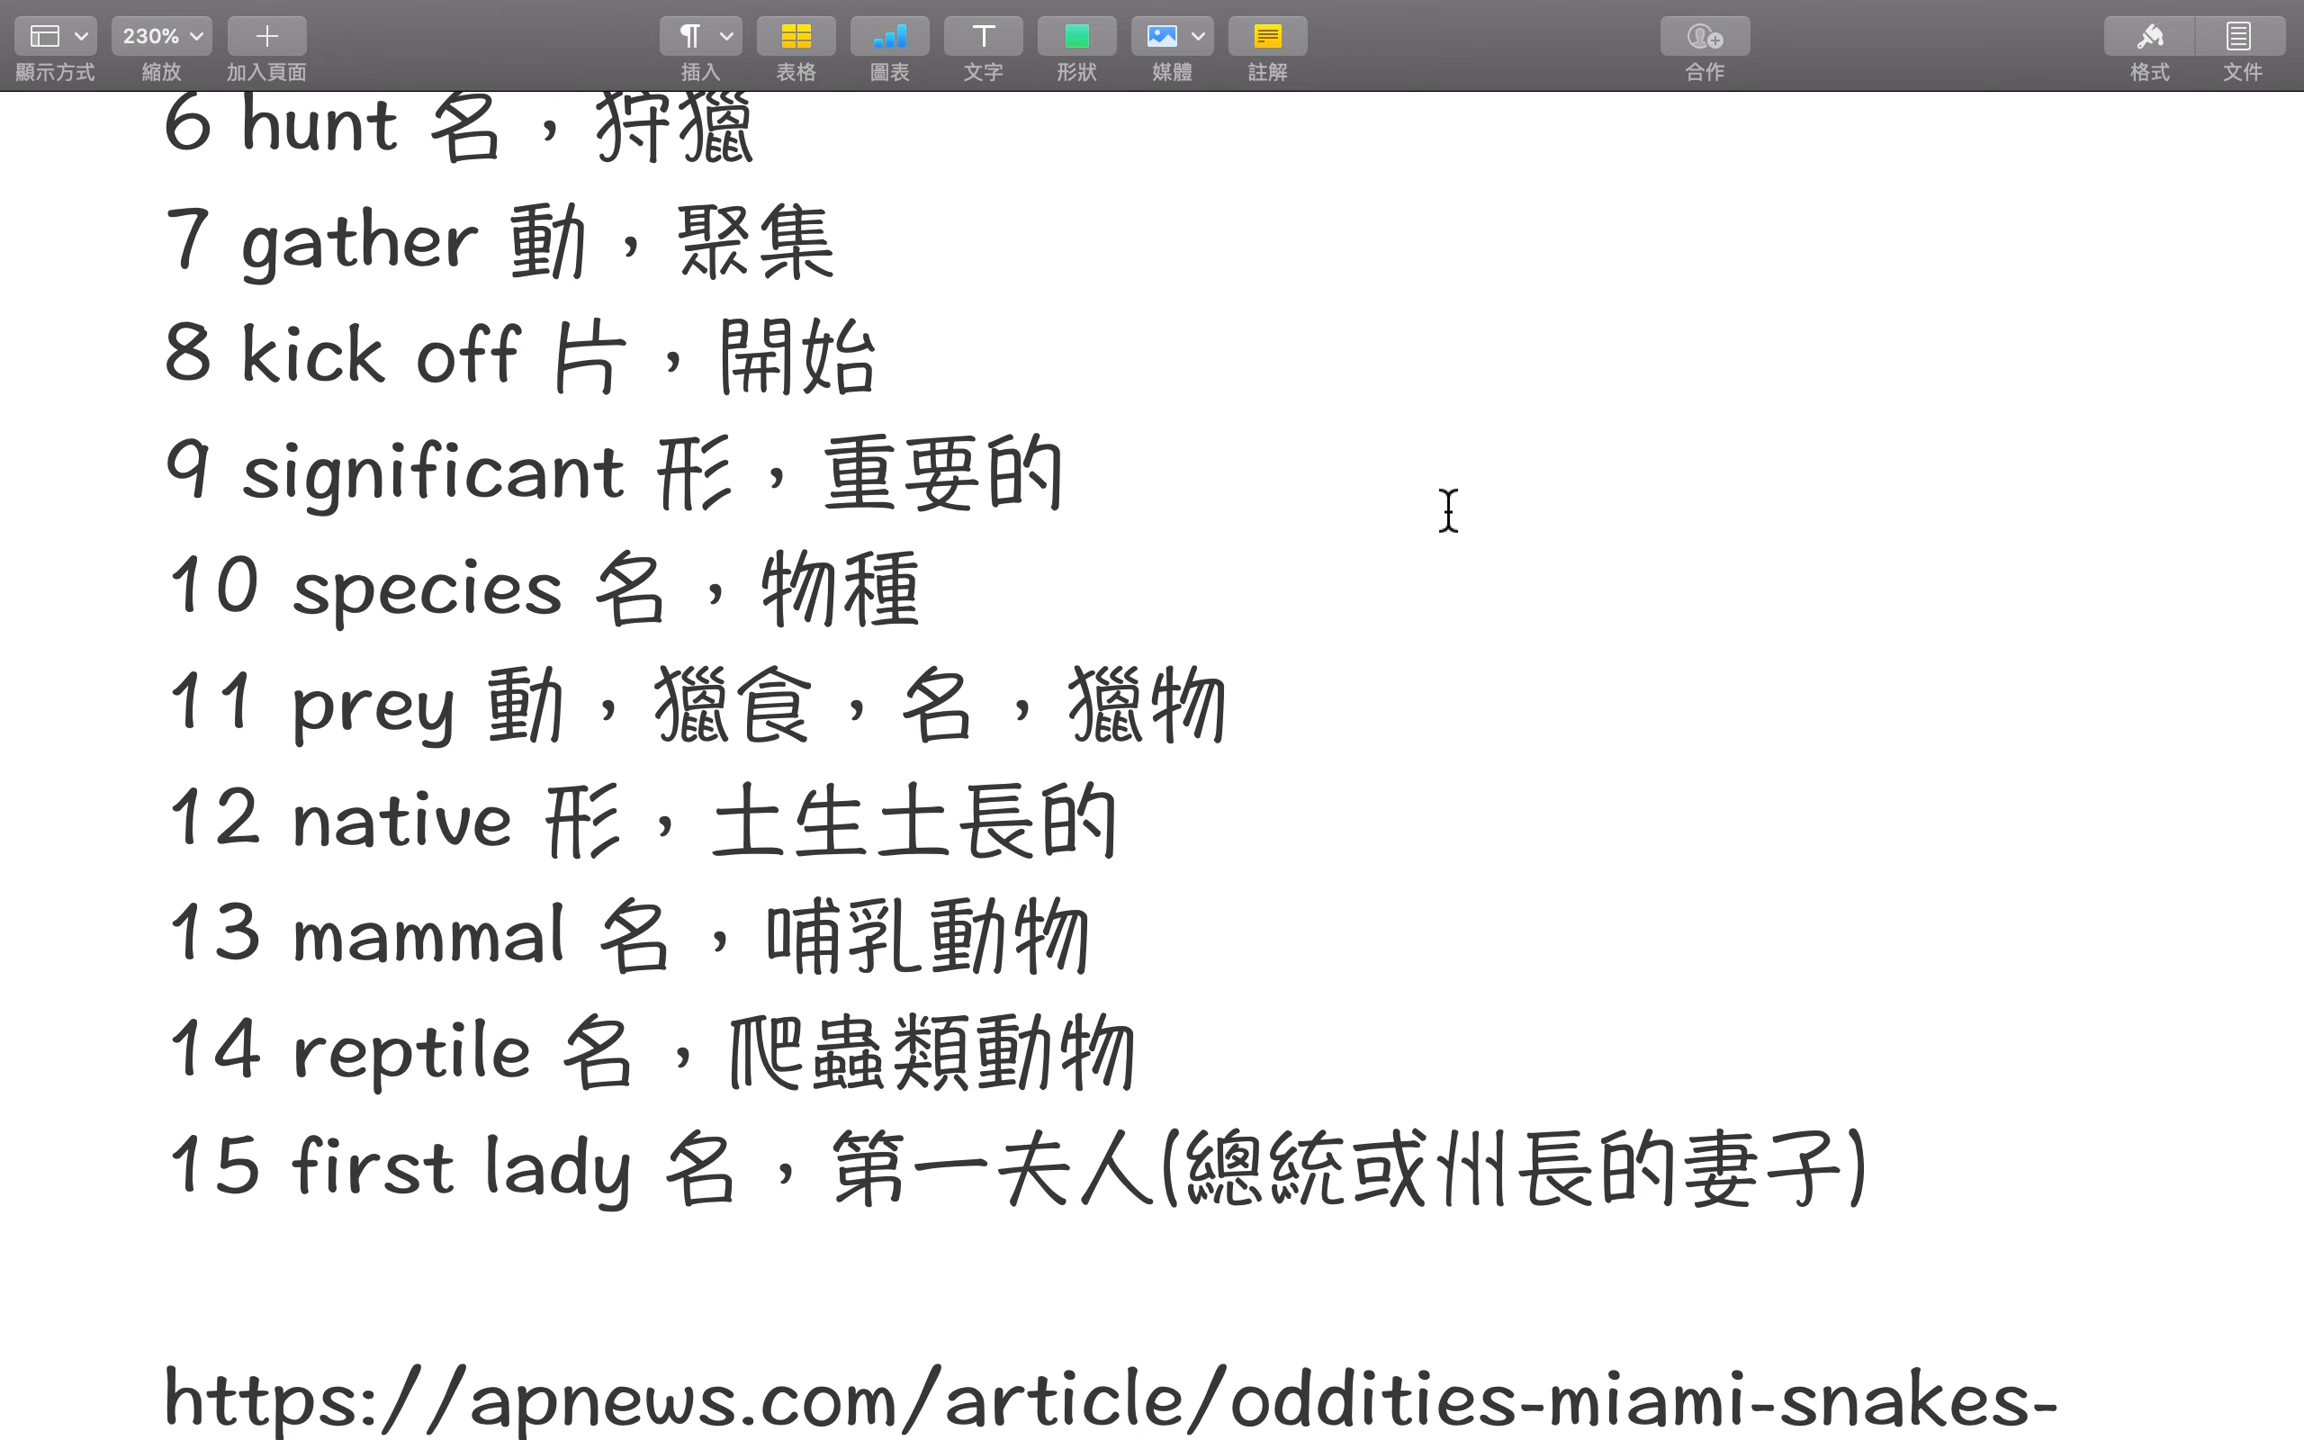 230%
顯示方式 縮放 加入頁面 插入 表格 圖表 文字 形狀 媒體 註解 合作 格式 文件
6 hunt 名，狩獵
7 gather 動，聚集
8 kick off 片，開始
9 significant 形，重要的
10 species 名，物種
11 prey 動，獵食，名，獵物
12 native 形，土生土長的
13 mammal 名，哺乳動物
14 reptile 名，爬蟲類動物
15 first lady 名，第一夫人(總統或州長的妻子)
https://apnews.com/article/oddities-miami-snakes-